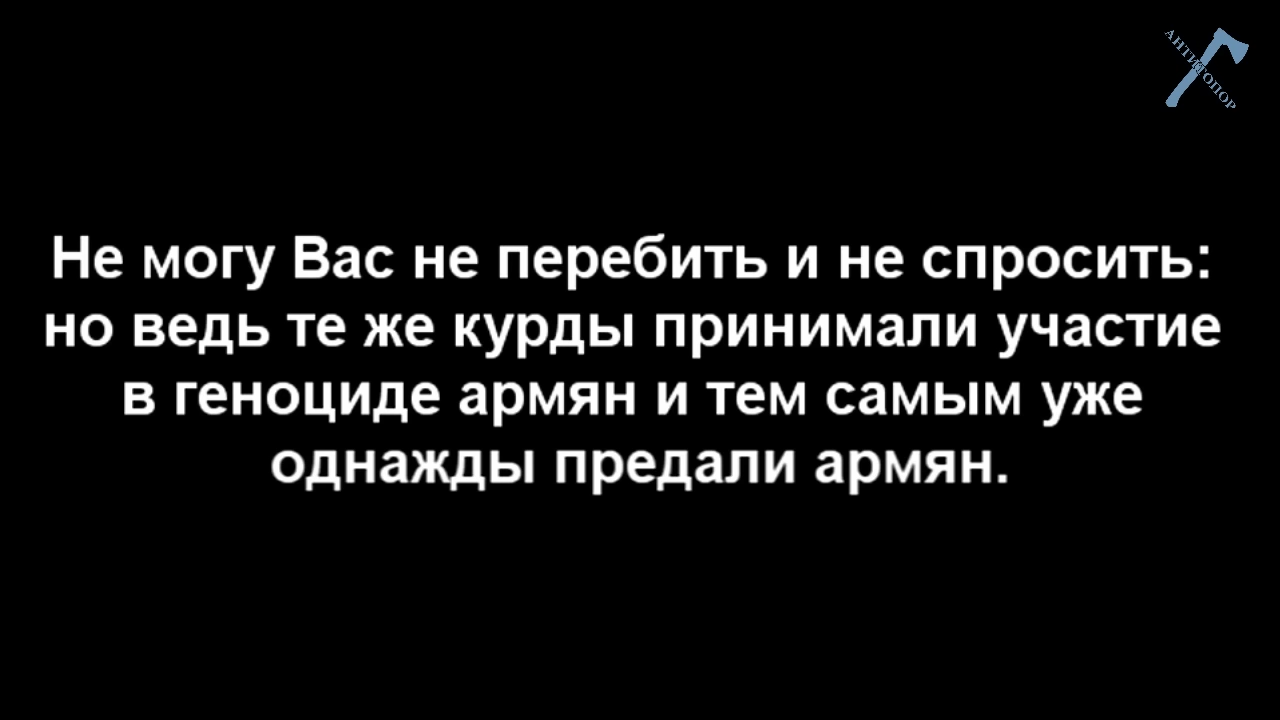 АНТИТОПОР
Не могу Вас не перебить и не спросить:
но ведь те же курды принимали участие
в геноциде армян и тем самым уже
однажды предали армян.